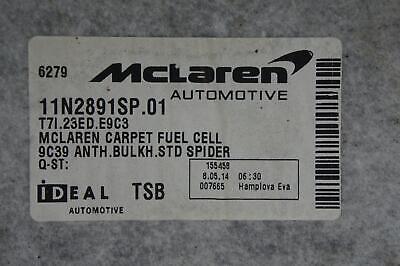 6279
McLaren
AUTOMOTIVE
11N2891SP.01
T7I.23ED.E9C3
MCLAREN CARPET FUEL CELL
9C39 ANTH.BULKH.STD SPIDER
Q-ST:
155458
8.05.14 06:30
007665 Hamplova Eva
iDEAL TSB
AUTOMOTIVE